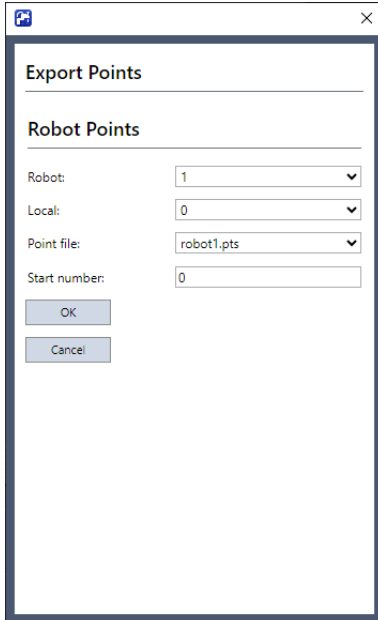 Export Points
Robot Points
Robot: 1
Local: 0
Point file: robot1.pts
Start number: 0
OK
Cancel